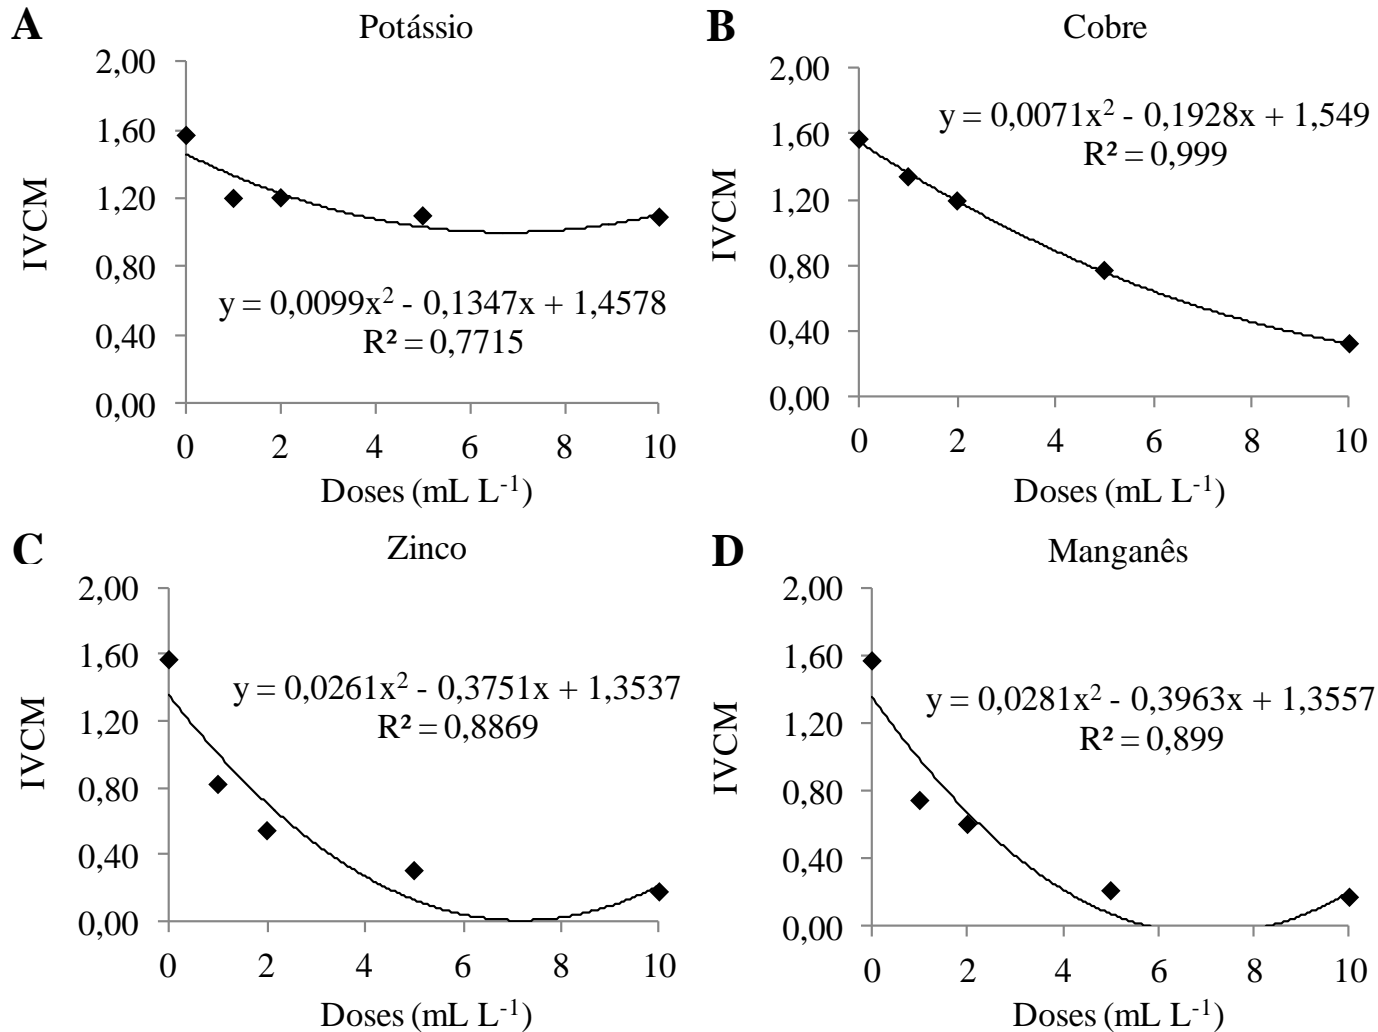 A
Potássio
2,00
1,60
1,20
0,80
0,40
0,00
IVCM
y = 0,0099x² - 0,1347x + 1,4578
R² = 0,7715
0 2 4 6 8 10
Doses (mL L⁻¹)
B
Cobre
2,00
1,60
1,20
0,80
0,40
0,00
IVCM
y = 0,0071x² - 0,1928x + 1,549
R² = 0,999
0 2 4 6 8 10
Doses (mL L⁻¹)
C
Zinco
2,00
1,60
1,20
0,80
0,40
0,00
IVCM
y = 0,0261x² - 0,3751x + 1,3537
R² = 0,8869
0 2 4 6 8 10
Doses (mL L⁻¹)
D
Manganês
2,00
1,60
1,20
0,80
0,40
0,00
IVCM
y = 0,0281x² - 0,3963x + 1,3557
R² = 0,899
0 2 4 6 8 10
Doses (mL L⁻¹)